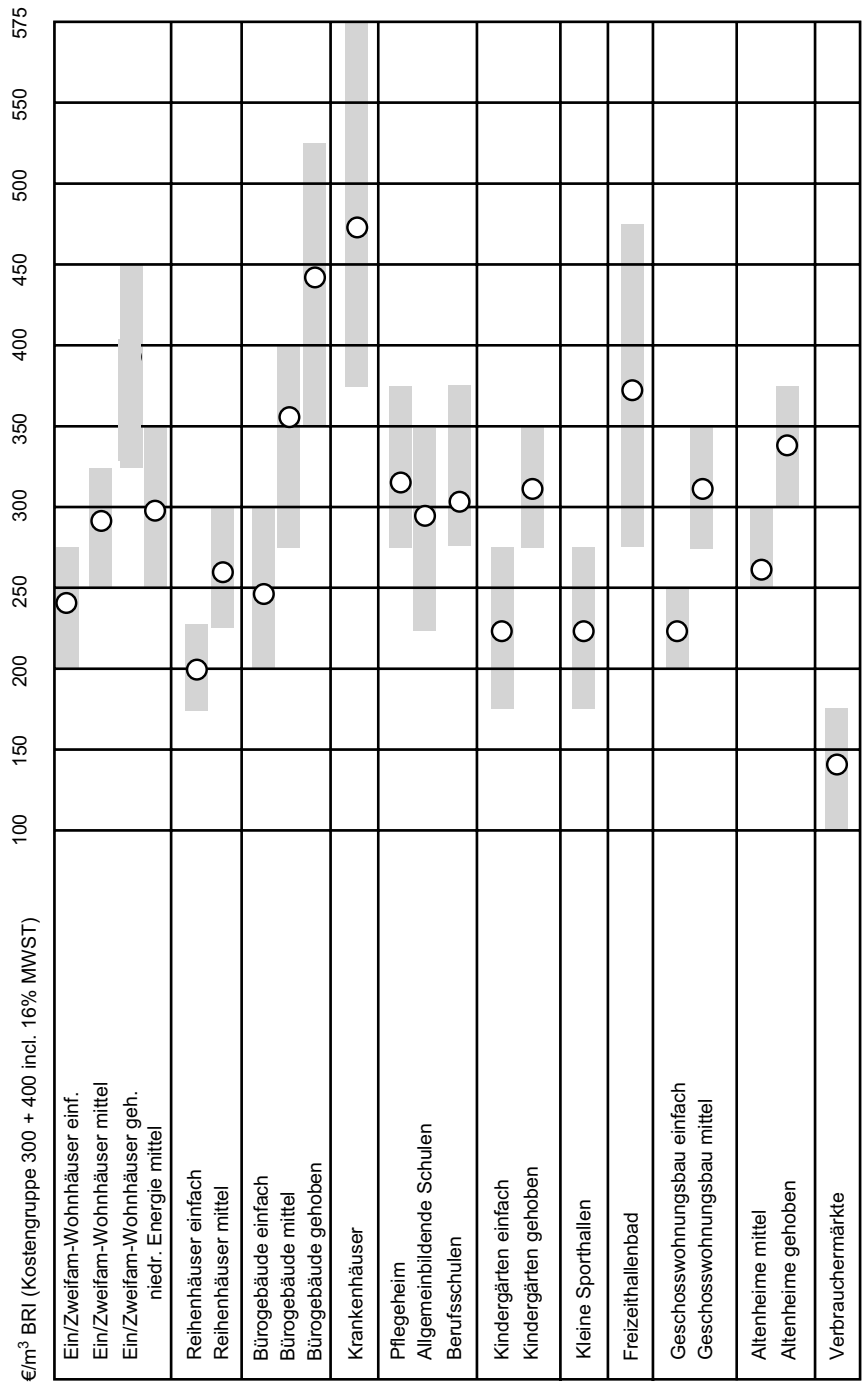 €/m³ BRI (Kostengruppe 300 + 400 incl. 16% MWST)
100
150
200
250
300
350
400
450
500
550
575
Ein/Zweifam-Wohnhäuser einf.
Ein/Zweifam-Wohnhäuser mittel
Ein/Zweifam-Wohnhäuser geh.
niedr. Energie mittel
Reihenhäuser einfach
Reihenhäuser mittel
Bürogebäude einfach
Bürogebäude mittel
Bürogebäude gehoben
Krankenhäuser
Pflegeheim
Allgemeinbildende Schulen
Berufsschulen
Kindergärten einfach
Kindergärten gehoben
Kleine Sporthallen
Freizeithallenbad
Geschosswohnungsbau einfach
Geschosswohnungsbau mittel
Altenheime mittel
Altenheime gehoben
Verbrauchermärkte